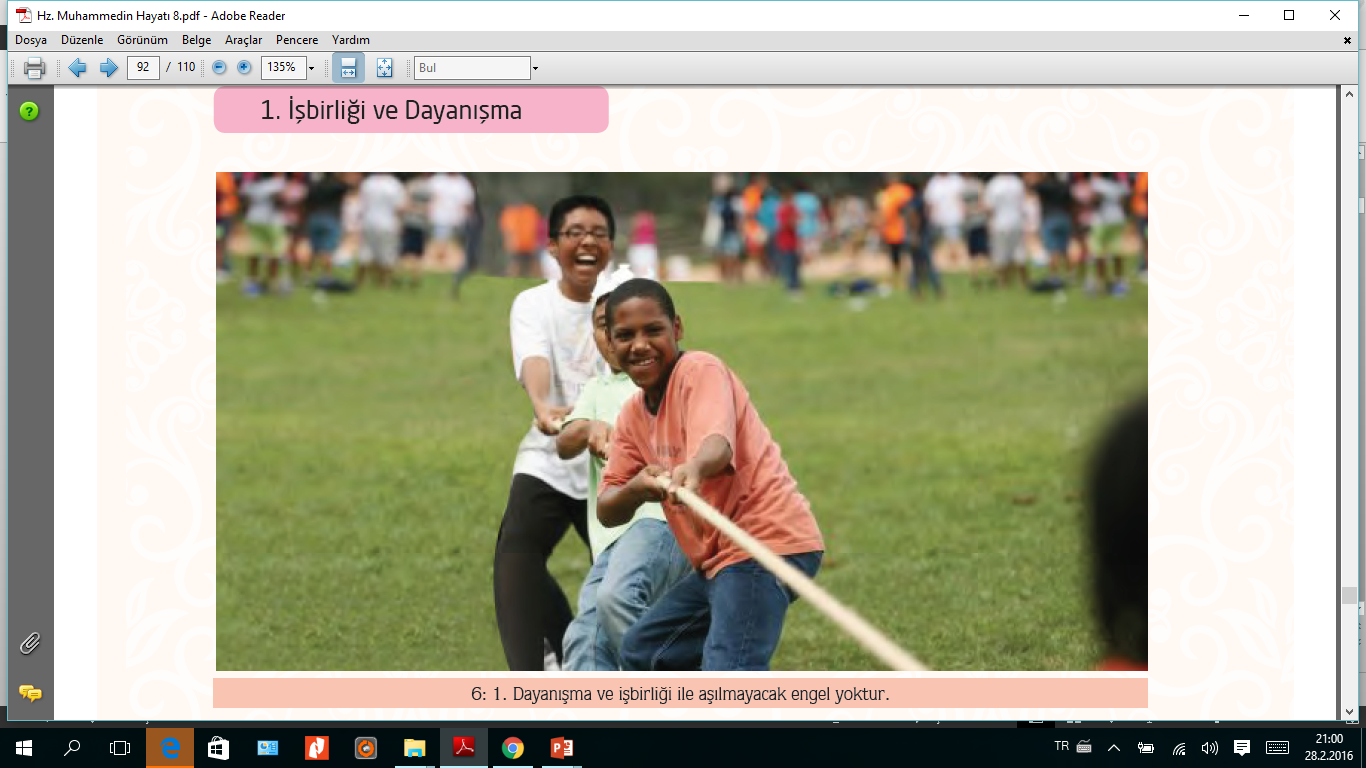 Hz. Muhammedin Hayatı 8.pdf - Adobe Reader
Dosya Düzenle Görünüm Belge Araçlar Pencere Yardım
92 / 110 135% Bul
1. İşbirliği ve Dayanışma
6: 1. Dayanışma ve işbirliği ile aşılmayacak engel yoktur.
TR 21:00
28.2.2016